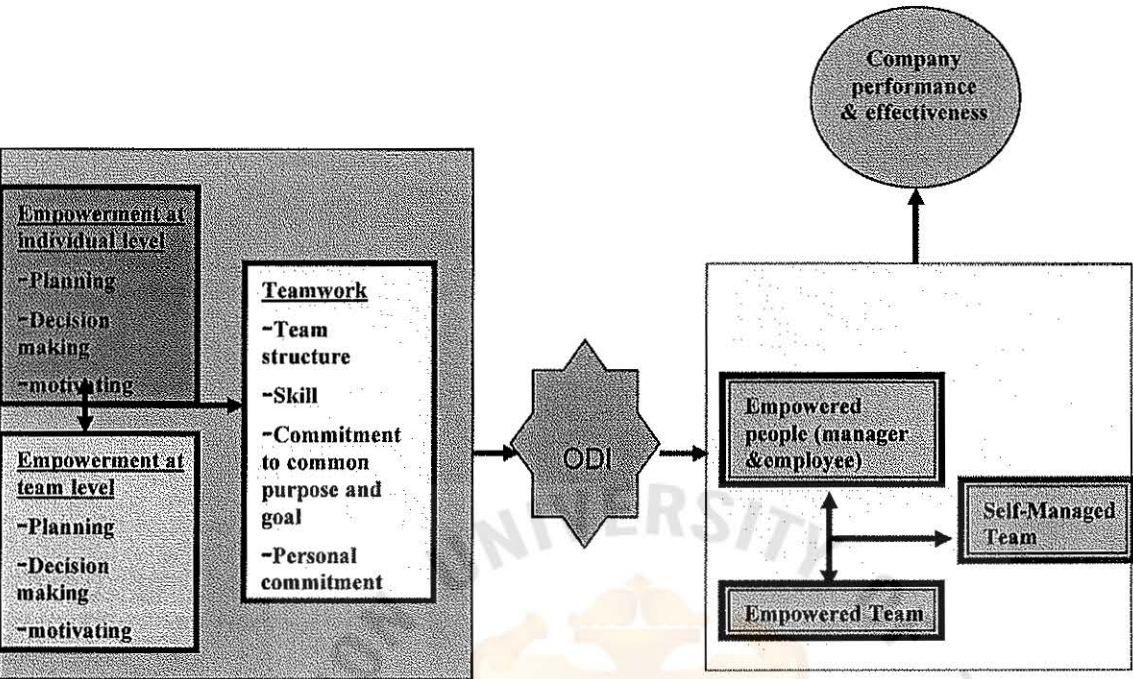 Company
performance
& effectiveness
Empowerment at
individual level
-Planning
-Decision
making
-motivating
Empowerment at
team level
-Planning
-Decision
making
-motivating
Teamwork
-Team
structure
-Skill
-Commitment
to common
purpose and
goal
-Personal
commitment
ODI
Empowered
people (manager
&employee)
Self-Managed
Team
Empowered Team
UNIVERSITY